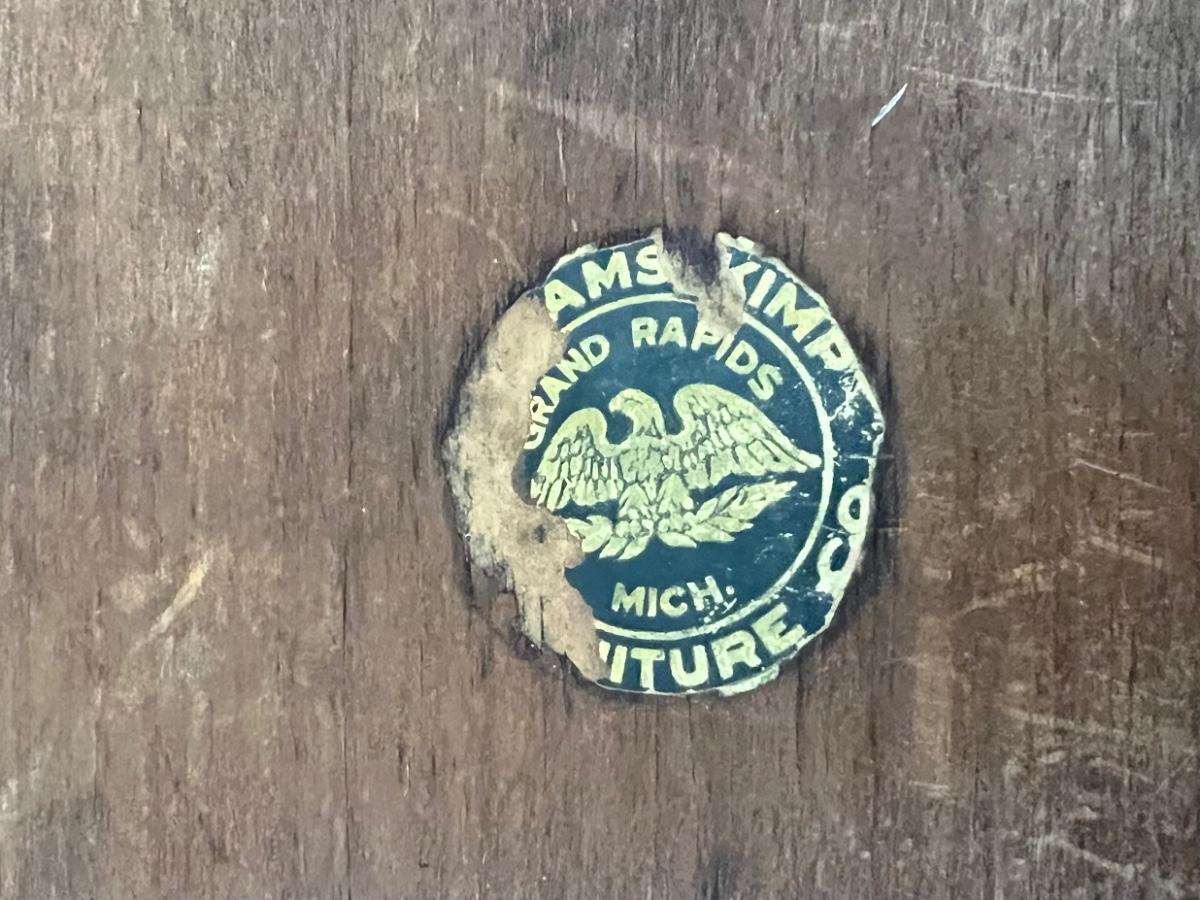 AMS KIMP
GRAND RAPIDS
MICH.
ITURE CO